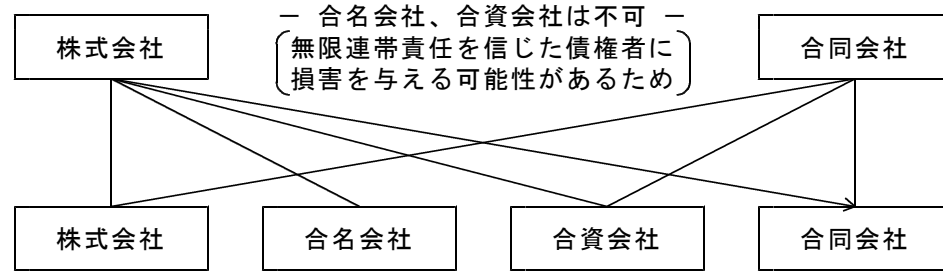 − 合名会社、合資会社は不可 −
株式会社
無限連帯責任を信じた債権者に
損害を与える可能性があるため
合同会社
株式会社
合名会社
合資会社
合同会社